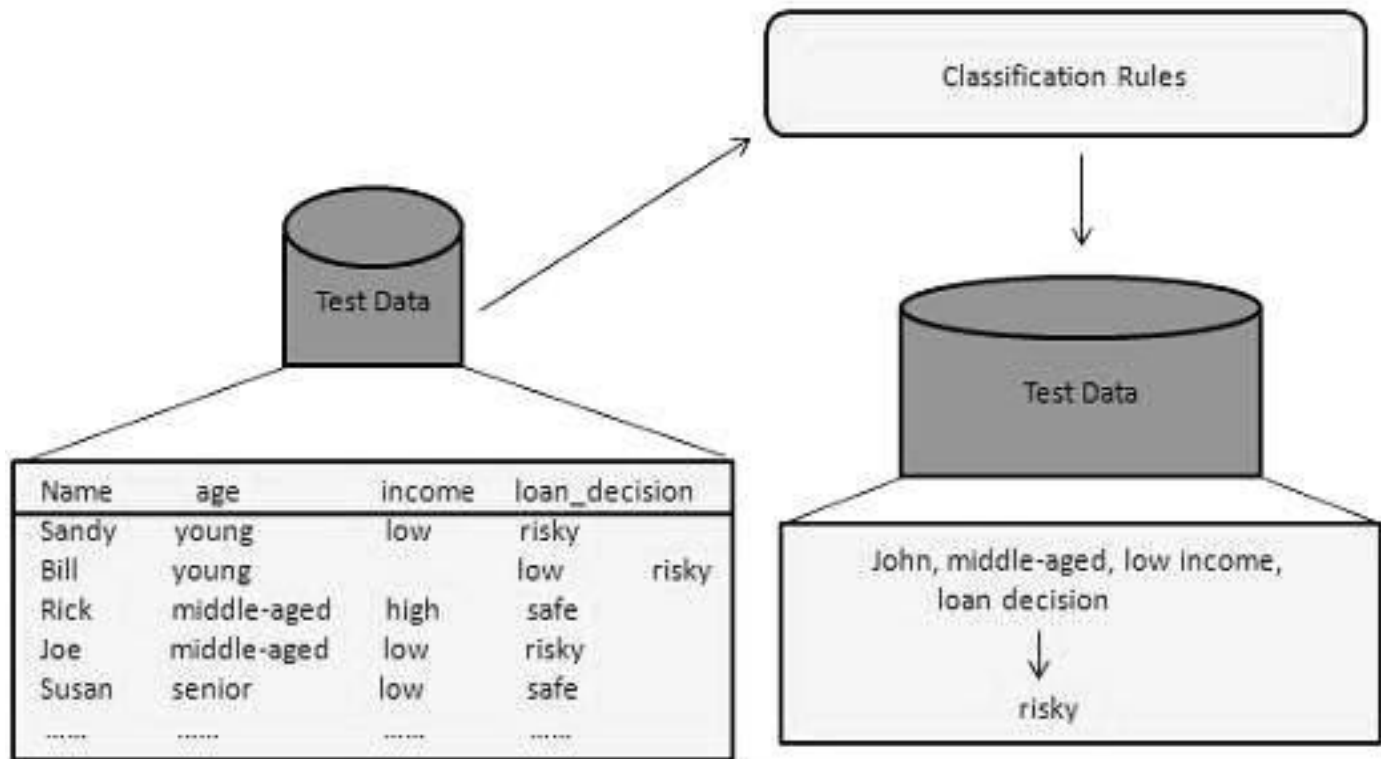 Classification Rules
Test Data
Test Data
Name age income loan_decision
Sandy young low risky
Bill young low risky
Rick middle-aged high safe
Joe middle-aged low risky
Susan senior low safe
...... ...... ...... ......
John, middle-aged, low income,
loan decision
risky